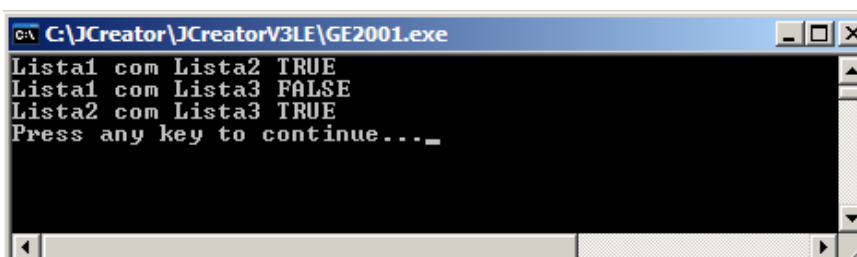 C:\JCreator\JCreatorV3LE\GE2001.exe
Lista1 com Lista2 TRUE
Lista1 com Lista3 FALSE
Lista2 com Lista3 TRUE
Press any key to continue..._